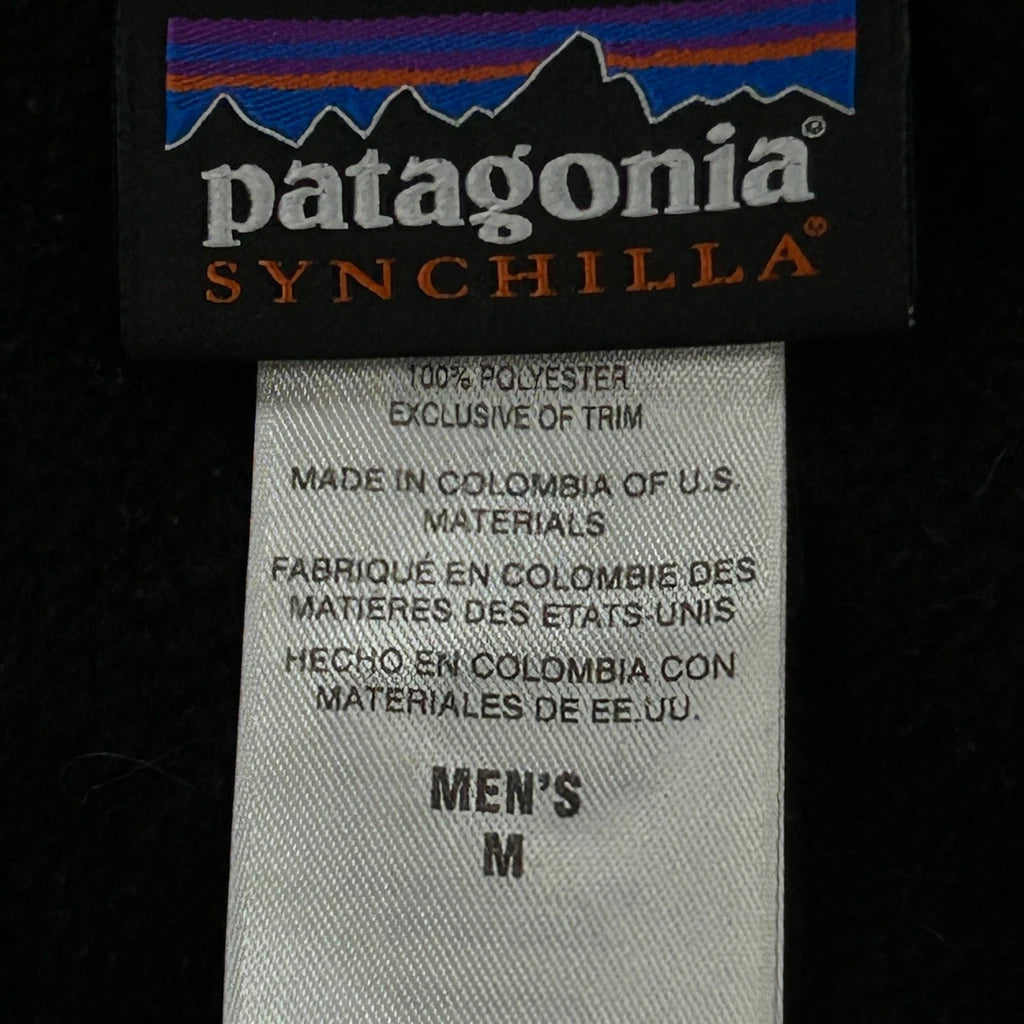 patagonia®
SYNCHILLA®
100% POLYESTER
EXCLUSIVE OF TRIM
MADE IN COLOMBIA OF U.S.
MATERIALS
FABRIQUÉ EN COLOMBIE DES
MATIERES DES ETATS-UNIS
HECHO EN COLOMBIA CON
MATERIALES DE EE.UU.
MEN'S
M